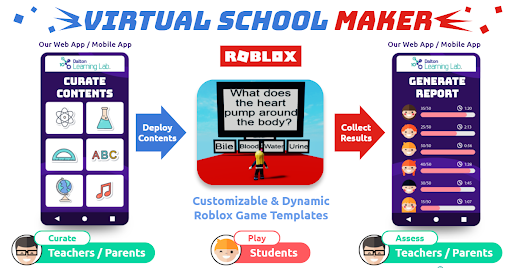 VIRTUAL SCHOOL MAKER
Our Web App / Mobile App
Dalton
Learning Lab.
CURATE
CONTENTS
ABC
Deploy
Contents
ROBLOX
What does
the heart
pump around
the body?
Bile
Blood
Water
Urine
Customizable & Dynamic
Roblox Game Templates
Collect
Results
Our Web App / Mobile App
Dalton
Learning Lab.
GENERATE
REPORT
Curate
Teachers / Parents
Play
Students
Assess
Teachers / Parents